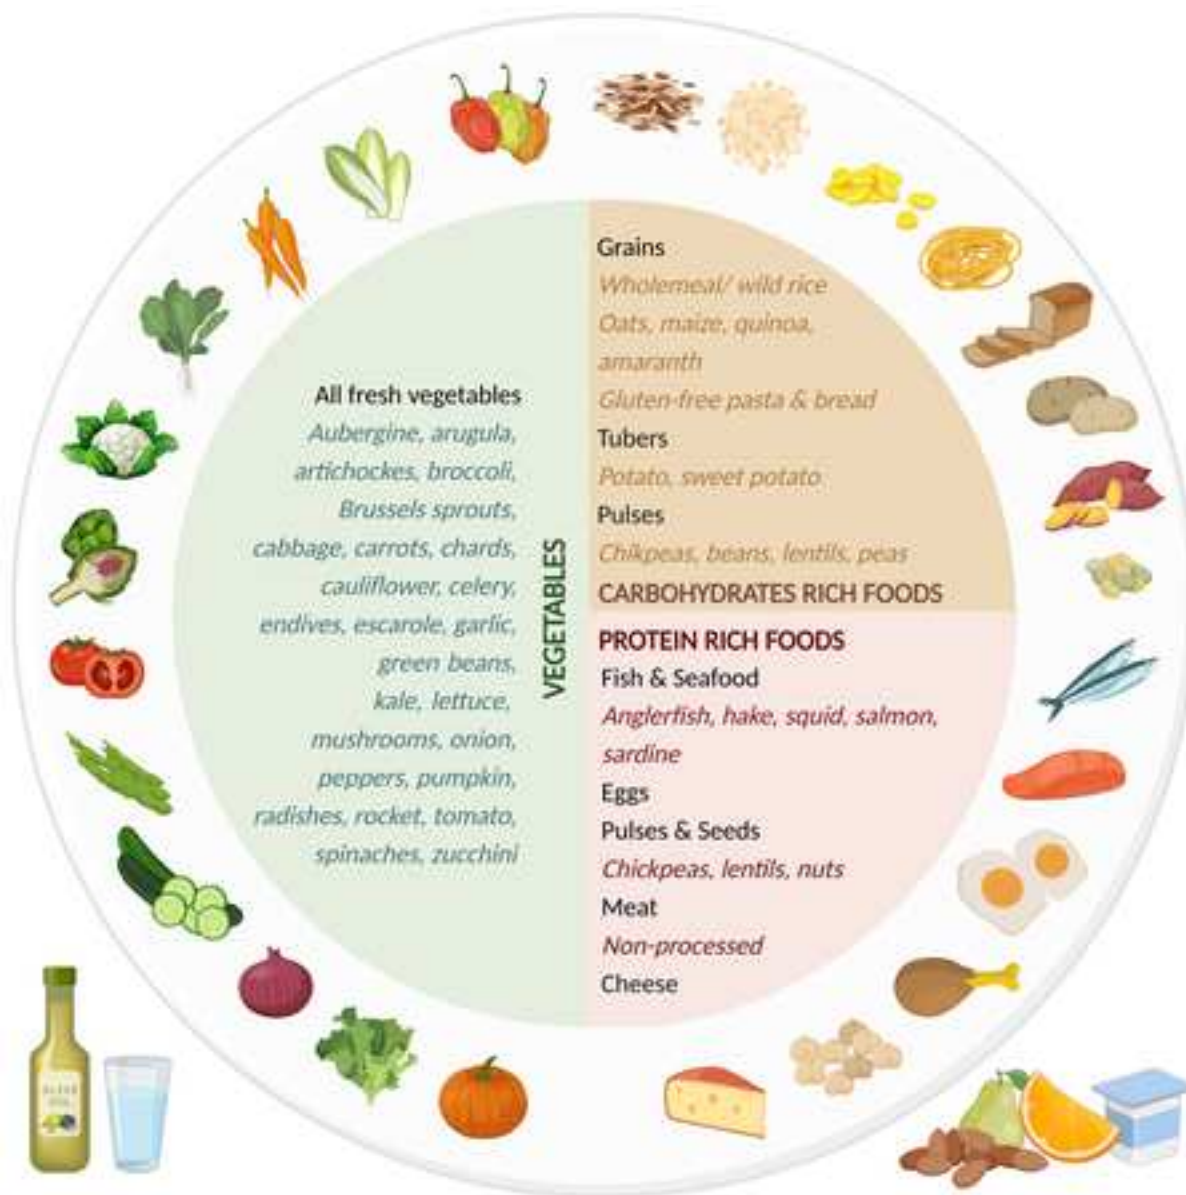 All fresh vegetables
Aubergine, arugula,
artichockes, broccoli,
Brussels sprouts,
cabbage, carrots, chards,
cauliflower, celery,
endives, escarole, garlic,
green beans,
kale, lettuce,
mushrooms, onion,
peppers, pumpkin,
radishes, rocket, tomato,
spinaches, zucchini
VEGETABLES
Grains
Wholemeal/ wild rice
Oats, maize, quinoa,
amaranth
Gluten-free pasta & bread
Tubers
Potato, sweet potato
Pulses
Chikpeas, beans, lentils, peas
CARBOHYDRATES RICH FOODS
PROTEIN RICH FOODS
Fish & Seafood
Anglerfish, hake, squid, salmon,
sardine
Eggs
Pulses & Seeds
Chickpeas, lentils, nuts
Meat
Non-processed
Cheese
OLIVE
OIL